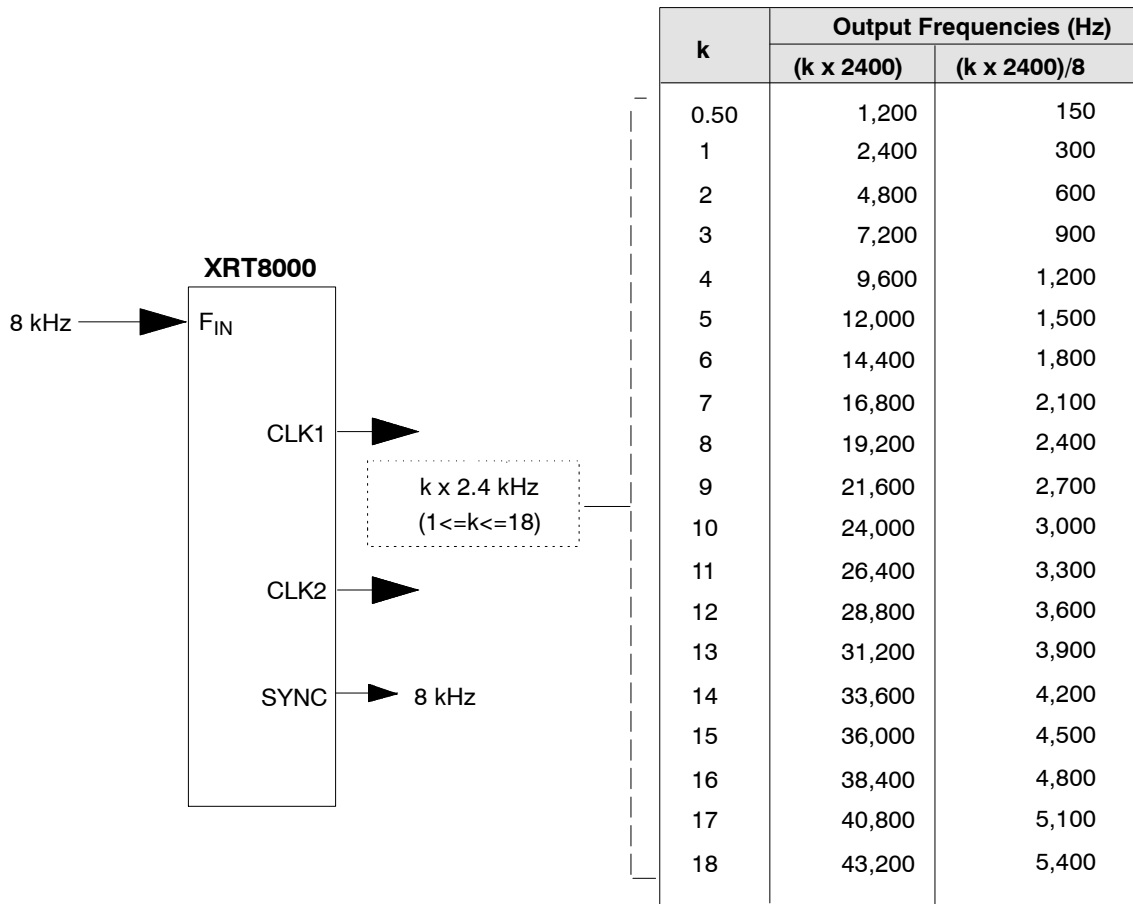 XRT8000
8 kHz
FIN
CLK1
k x 2.4 kHz
(1<=k<=18)
CLK2
SYNC
8 kHz
k Output Frequencies (Hz)
(k x 2400) (k x 2400)/8
0.50 1,200 150
1 2,400 300
2 4,800 600
3 7,200 900
4 9,600 1,200
5 12,000 1,500
6 14,400 1,800
7 16,800 2,100
8 19,200 2,400
9 21,600 2,700
10 24,000 3,000
11 26,400 3,300
12 28,800 3,600
13 31,200 3,900
14 33,600 4,200
15 36,000 4,500
16 38,400 4,800
17 40,800 5,100
18 43,200 5,400